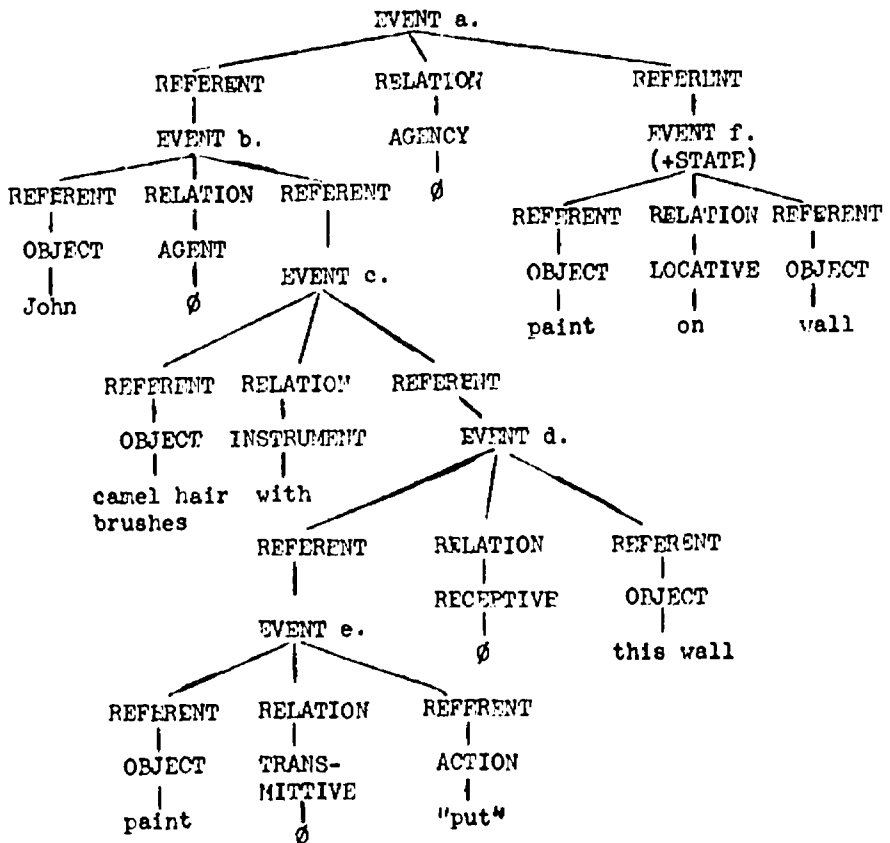 EVENT a.
REFERENT RELATION REFERENT
EVENT b. AGENCY EVENT f.
(+STATE)
REFERENT RELATION REFERENT Ø REFERENT RELATION REFERENT
OBJECT AGENT OBJECT LOCATIVE OBJECT
EVENT c.
John Ø paint on wall
REFERENT RELATION REFERENT
OBJECT INSTRUMENT EVENT d.
camel hair with
brushes
REFERENT RELATION REFERENT
RECEPTIVE OBJECT
EVENT e. Ø this wall
REFERENT RELATION REFERENT
OBJECT TRANS- ACTION
MITTIVE
paint Ø "put"